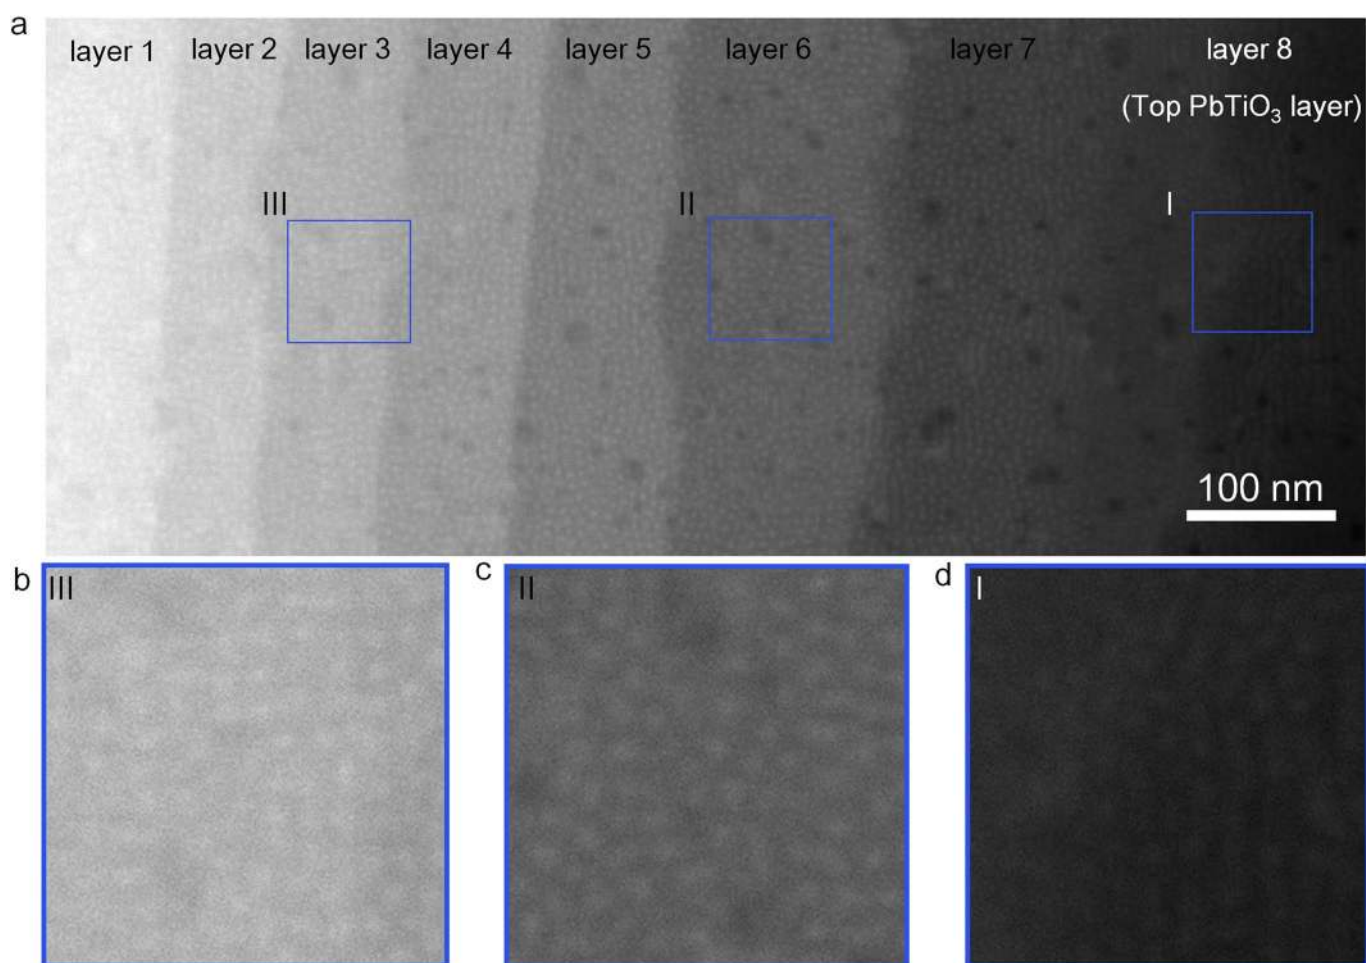 a
layer 1 layer 2 layer 3 layer 4 layer 5 layer 6 layer 7 layer 8
(Top PbTiO₃ layer)
III II I
100 nm
b c d
III II I